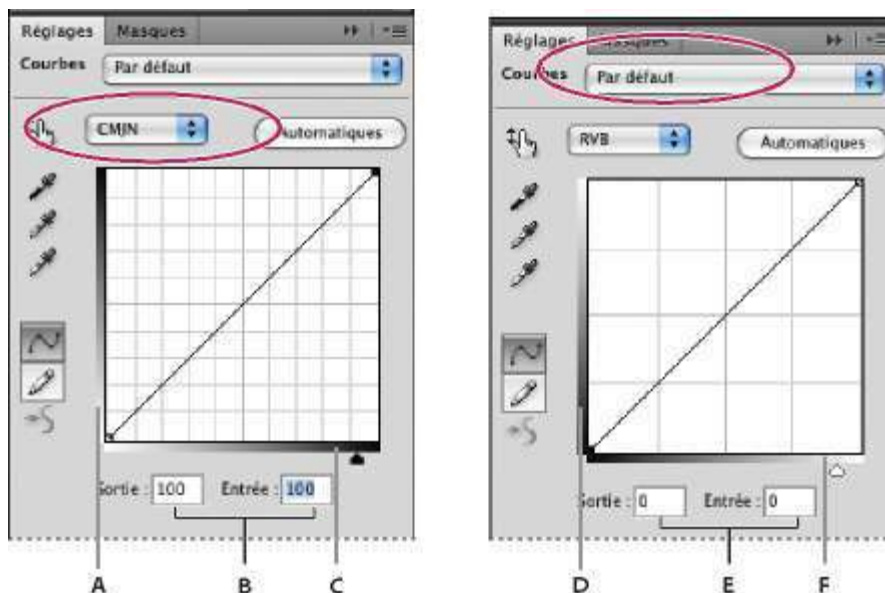 Réglages Masques
Courbes Par défaut
CMJN Automatiques
Sortie : 100 Entrée : 100
A B C
Réglages Masques
Courbes Par défaut
RVB Automatiques
Sortie : 0 Entrée : 0
D E F